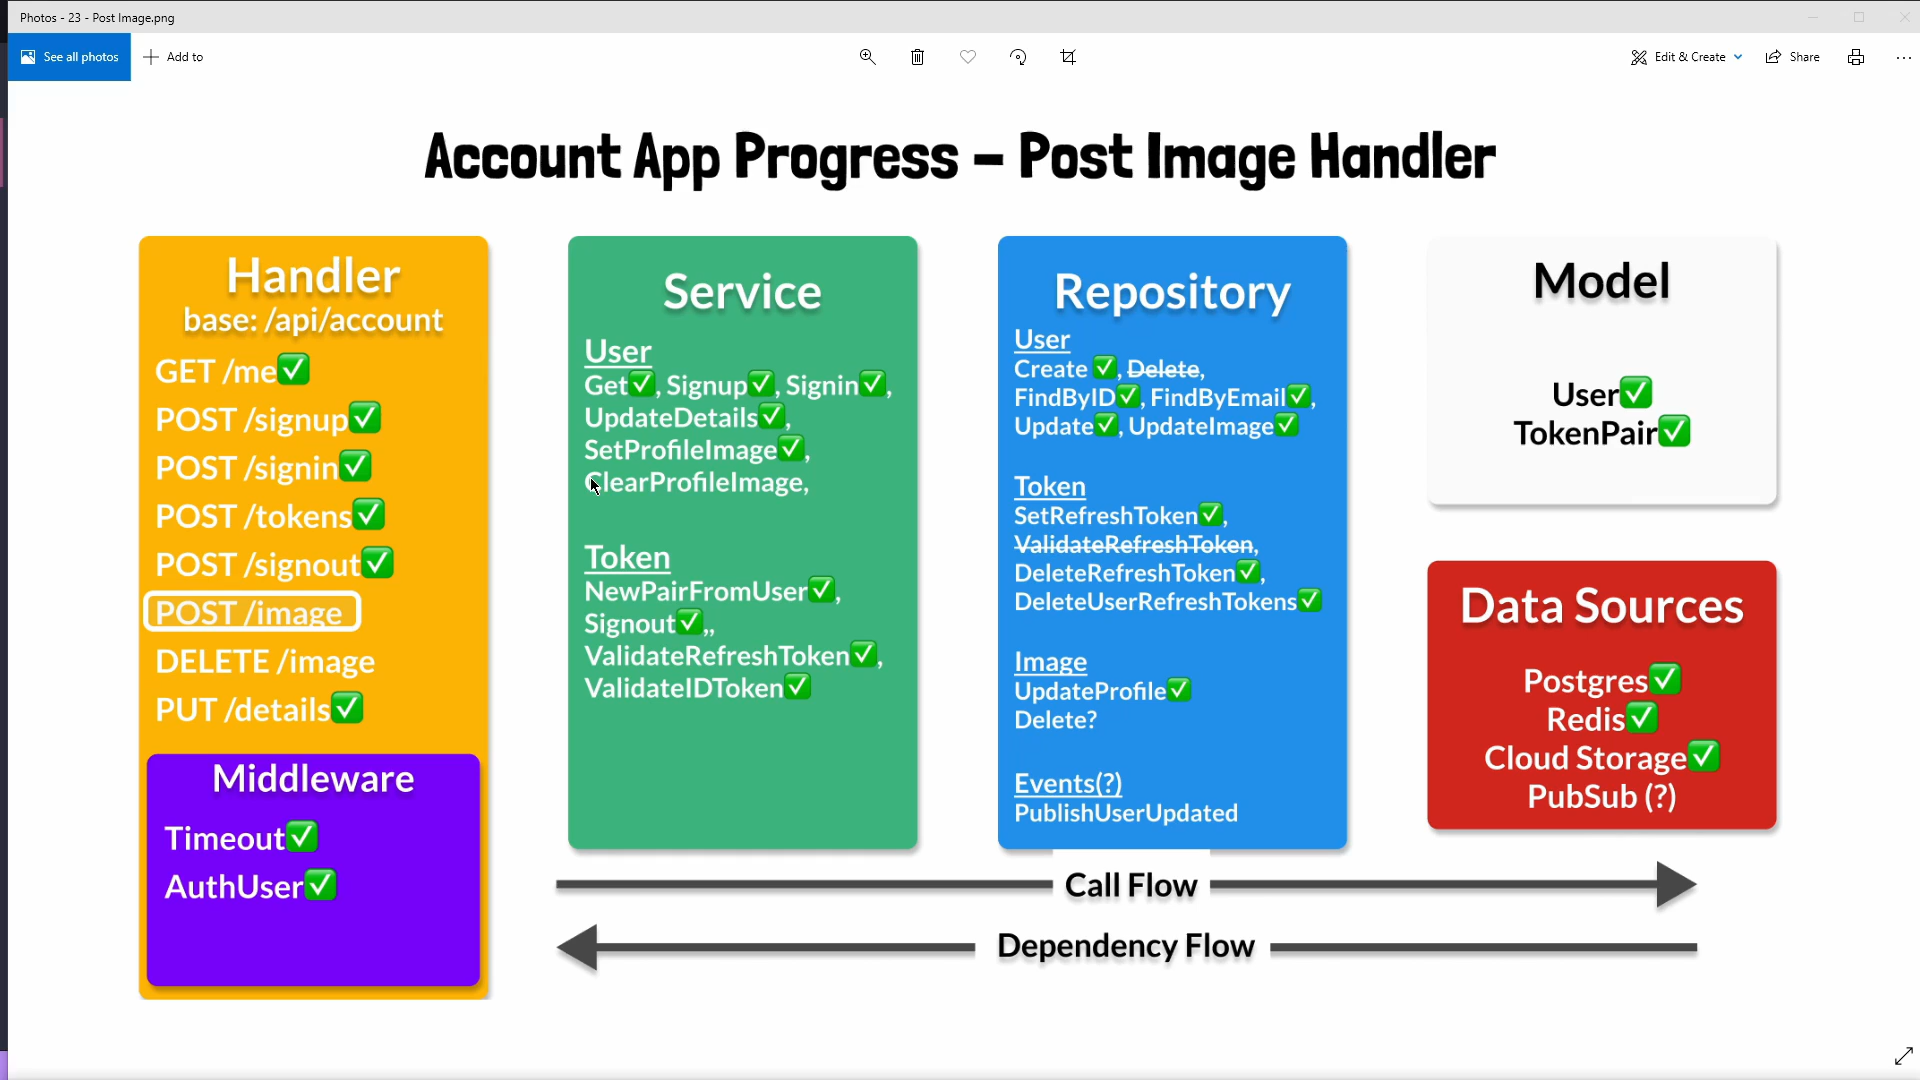 Photos - 23 - Post Image.png
See all photos
Add to
Edit & Create
Share
Account App Progress – Post Image Handler
Handler
base: /api/account
GET /me✅
POST /signup✅
POST /signin✅
POST /tokens✅
POST /signout✅
POST /image
DELETE /image
PUT /details✅
Middleware
Timeout✅
AuthUser✅
Service
User
Get✅, Signup✅, Signin✅,
UpdateDetails✅,
SetProfileImage✅,
ClearProfileImage,
Token
NewPairFromUser✅,
Signout✅,,
ValidateRefreshToken✅,
ValidateIDToken✅
Repository
User
Create ✅, Delete,
FindByID✅, FindByEmail✅,
Update✅, UpdateImage✅
Token
SetRefreshToken✅,
ValidateRefreshToken,
DeleteRefreshToken✅,
DeleteUserRefreshTokens✅
Image
UpdateProfile✅
Delete?
Events(?)
PublishUserUpdated
Model
User✅
TokenPair✅
Data Sources
Postgres✅
Redis✅
Cloud Storage✅
PubSub (?)
Call Flow
Dependency Flow